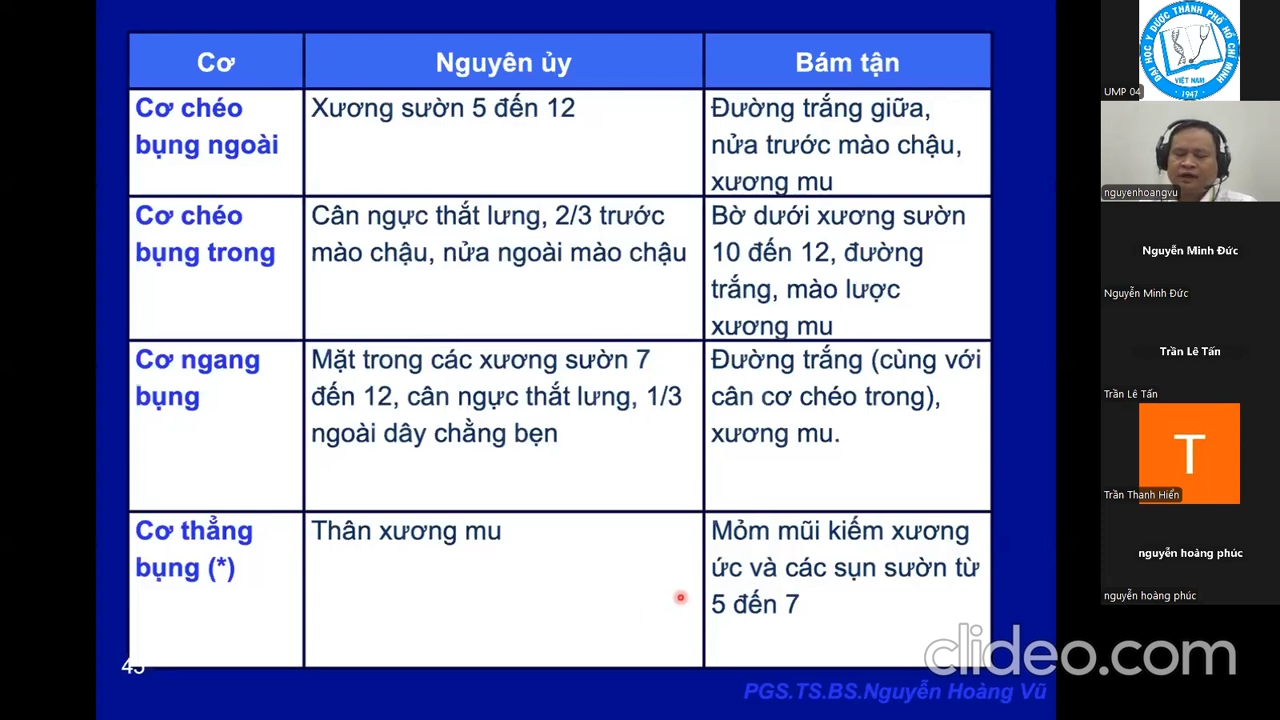 Cơ
Nguyên ủy
Bám tận
Cơ chéo
bụng ngoài
Xương sườn 5 đến 12
Đường trắng giữa,
nửa trước mào chậu,
xương mu
Cơ chéo
bụng trong
Cân ngực thắt lưng, 2/3 trước
mào chậu, nửa ngoài mào chậu
Bờ dưới xương sườn
10 đến 12, đường
trắng, mào lược
xương mu
Cơ ngang
bụng
Mặt trong các xương sườn 7
đến 12, cân ngực thắt lưng, 1/3
ngoài dây chằng bẹn
Đường trắng (cùng với
cân cơ chéo trong),
xương mu.
Cơ thẳng
bụng (*)
Thân xương mu
Mỏm mũi kiếm xương
ức và các sụn sườn từ
5 đến 7
PGS.TS.BS.Nguyễn Hoàng Vũ
clideo.com
ĐẠI HỌC Y DƯỢC THÀNH PHỐ HỒ CHÍ MINH
VIỆT NAM
1947
UMP 04
nguyenhoangvu
Nguyễn Minh Đức
Nguyễn Minh Đức
Trần Lê Tấn
Trần Lê Tấn
T
Trần Thanh Hiển
nguyễn hoàng phúc
nguyễn hoàng phúc